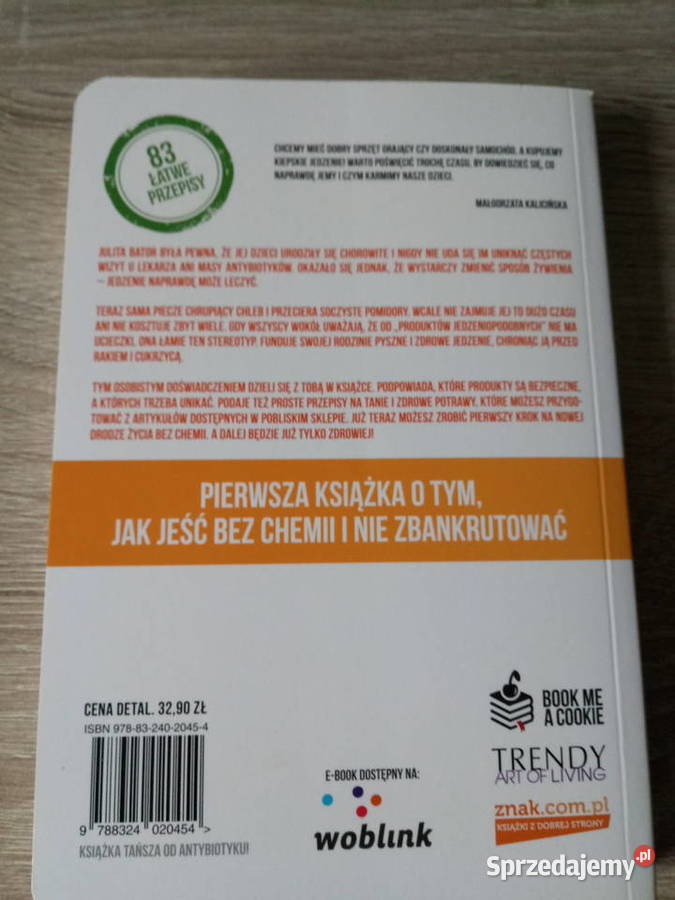 83
ŁATWE
PRZEPISY
CHCEMY MIEĆ DOBRY SPRZĘT GRAJĄCY CZY DOSKONAŁY SAMOCHÓD, A KUPUJEMY
KIEPSKIE JEDZENIE! WARTO POŚWIĘCIĆ TROCHĘ CZASU, BY DOWIEDZIEĆ SIĘ, CO
NAPRAWDĘ JEMY I CZYM KARMIMY NASZE DZIECI.
MAŁGORZATA KALICIŃSKA
JULITA BATOR BYŁA PEWNA, ŻE JEJ DZIECI URODZIŁY SIĘ CHOROWITE I NIGDY NIE UDA SIĘ IM UNIKNĄĆ CZĘSTYCH
WIZYT U LEKARZA ANI MASY ANTYBIOTYKÓW. OKAZAŁO SIĘ JEDNAK, ŻE WYSTARCZY ZMIENIĆ SPOSÓB ŻYWIENIA
– JEDZENIE NAPRAWDĘ MOŻE LECZYĆ.
TERAZ SAMA PIECZE CHRUPIĄCY CHLEB I PRZECIERA SOCZYSTE POMIDORY. WCALE NIE ZAJMUJE JEJ TO DUŻO CZASU
ANI NIE KOSZTUJE ZBYT WIELE. GDY WSZYSCY WOKÓŁ UWAŻAJĄ, ŻE OD „PRODUKTÓW JEDZENIOPODOBNYCH" NIE MA
UCIECZKI, ONA ŁAMIE TEN STEREOTYP. FUNDUJE SWOJEJ RODZINIE PYSZNE I ZDROWE JEDZENIE, CHRONIĄC JĄ PRZED
RAKIEM I CUKRZYCĄ.
TYM OSOBISTYM DOŚWIADCZENIEM DZIELI SIĘ Z TOBĄ W KSIĄŻCE. PODPOWIADA, KTÓRE PRODUKTY SĄ BEZPIECZNE,
A KTÓRYCH TRZEBA UNIKAĆ. PODAJE TEŻ PROSTE PRZEPISY NA TANIE I ZDROWE POTRAWY, KTÓRE MOŻESZ PRZYGO-
TOWAĆ Z ARTYKUŁÓW DOSTĘPNYCH W POBLISKIM SKLEPIE. JUŻ TERAZ MOŻESZ ZROBIĆ PIERWSZY KROK NA NOWEJ
DRODZE ŻYCIA BEZ CHEMII. A DALEJ BĘDZIE JUŻ TYLKO ZDROWIEJ!
PIERWSZA KSIĄŻKA O TYM,
JAK JEŚĆ BEZ CHEMII I NIE ZBANKRUTOWAĆ
CENA DETAL. 32,90 ZŁ
ISBN 978-83-240-2045-4
9 788324 020454 >
KSIĄŻKA TAŃSZA OD ANTYBIOTYKU!
E-BOOK DOSTĘPNY NA:
woblink
BOOK ME
A COOKIE
TRENDY
ART OF LIVING
znak.com.pl
KSIĄŻKI Z DOBREJ STRONY
Sprzedajemy.pl